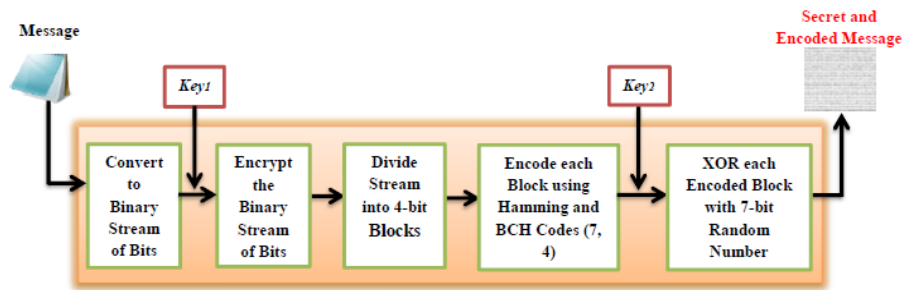 Message
Secret and
Encoded Message
Key1
Key2
Convert
to
Binary
Stream
of Bits
Encrypt
the
Binary
Stream
of Bits
Divide
Stream
into 4-bit
Blocks
Encode each
Block using
Hamming and
BCH Codes (7,
4)
XOR each
Encoded Block
with 7-bit
Random
Number